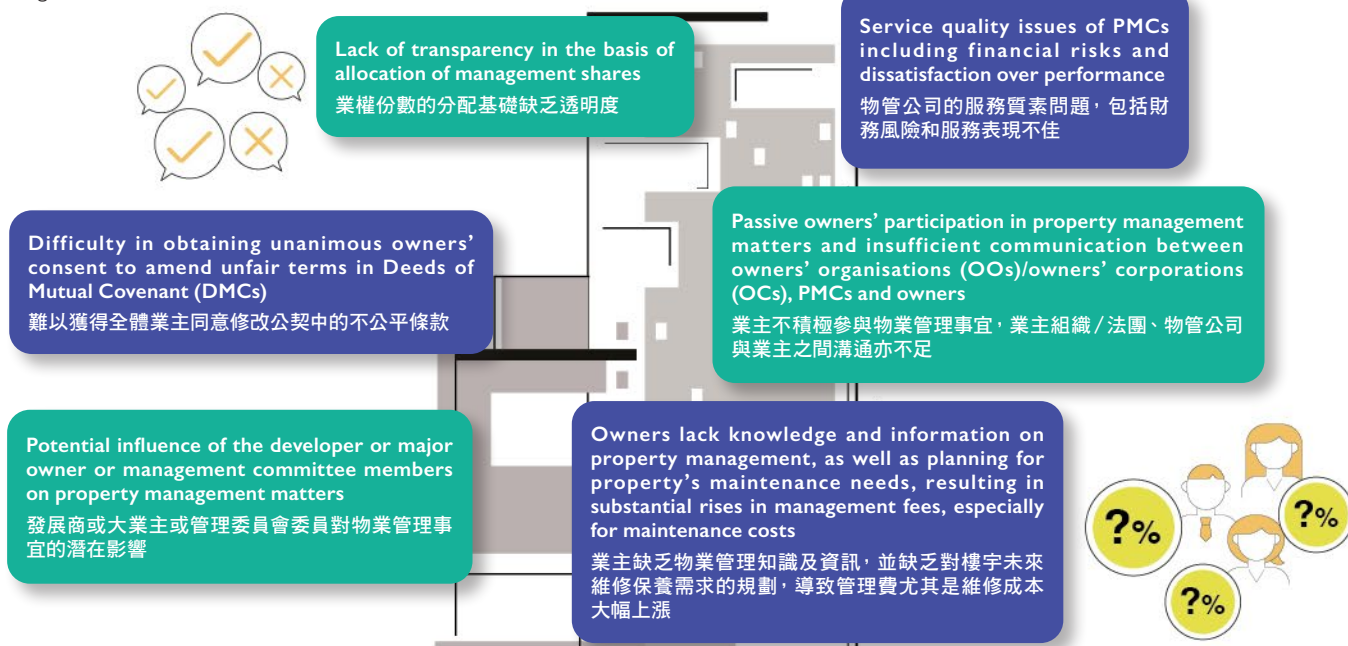 Lack of transparency in the basis of
allocation of management shares
業權份數的分配基礎缺乏透明度
Service quality issues of PMCs
including financial risks and
dissatisfaction over performance
物管公司的服務質素問題，包括財
務風險和服務表現不佳
Difficulty in obtaining unanimous owners'
consent to amend unfair terms in Deeds of
Mutual Covenant (DMCs)
難以獲得全體業主同意修改公契中的不公平條款
Passive owners' participation in property management
matters and insufficient communication between
owners' organisations (OOs)/owners' corporations
(OCs), PMCs and owners
業主不積極參與物業管理事宜，業主組織/法團、物管公司
與業主之間溝通亦不足
Potential influence of the developer or major
owner or management committee members
on property management matters
發展商或大業主或管理委員會委員對物業管理事
宜的潛在影響
Owners lack knowledge and information on
property management, as well as planning for
property's maintenance needs, resulting in
substantial rises in management fees, especially
for maintenance costs
業主缺乏物業管理知識及資訊，並缺乏對樓宇未來
維修保養需求的規劃，導致管理費尤其是維修成本
大幅上漲
?%
?%
?%